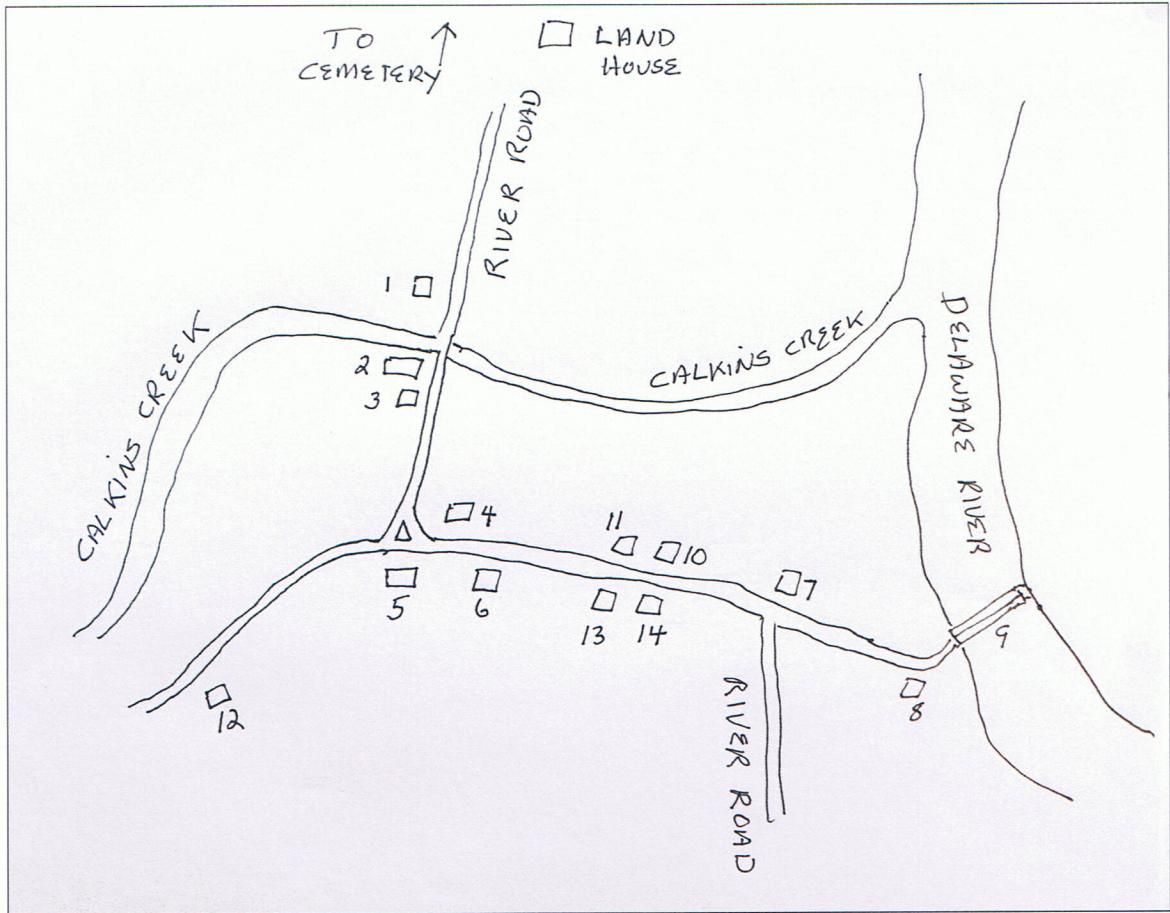 TO
CEMETERY
LAND
HOUSE
RIVER ROAD
1
CALKINS CREEK
2
3
CALKINS CREEK
DELAWARE RIVER
4
11
10
5
6
7
13
14
9
12
8
RIVER ROAD